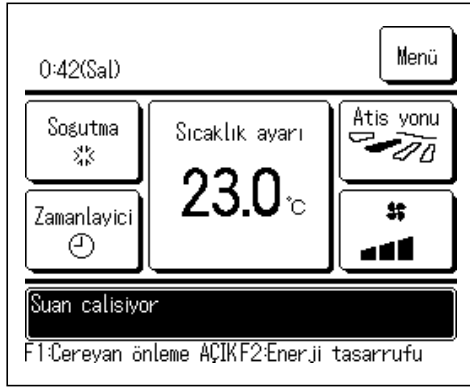 Menü
0:42(Sal)
Sogutma
Sıcaklık ayarı
Atis yonu
23.0 °C
Zamanlayici
Suan calisiyor
F1:Cereyan önleme AÇIKF2:Enerji tasarrufu